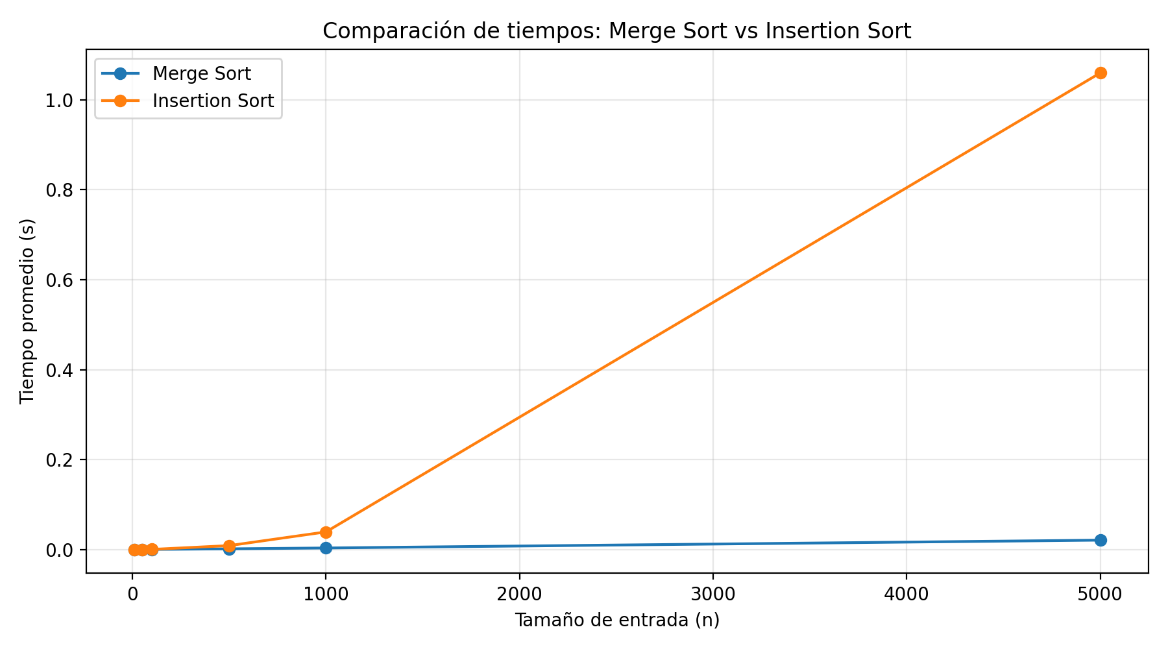 Comparación de tiempos: Merge Sort vs Insertion Sort
Merge Sort
Insertion Sort
Tiempo promedio (s)
1.0
0.8
0.6
0.4
0.2
0.0
0 1000 2000 3000 4000 5000
Tamaño de entrada (n)